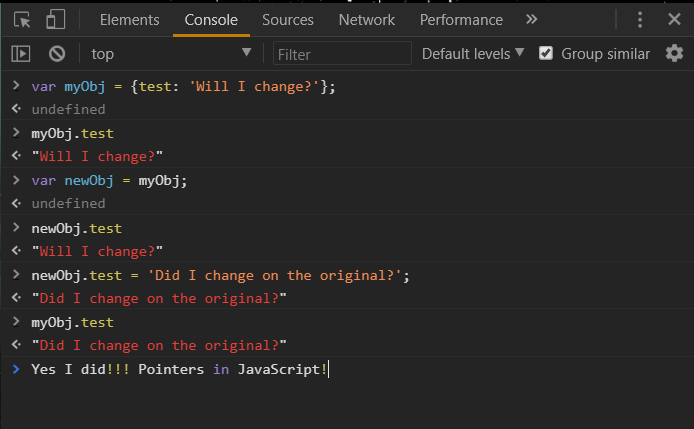 Elements Console Sources Network Performance »
top ▼ Filter Default levels ▼ Group similar
> var myObj = {test: 'Will I change?'};
< undefined
> myObj.test
< "Will I change?"
> var newObj = myObj;
< undefined
> newObj.test
< "Will I change?"
> newObj.test = 'Did I change on the original?';
< "Did I change on the original?"
> myObj.test
< "Did I change on the original?"
> Yes I did!!! Pointers in JavaScript!